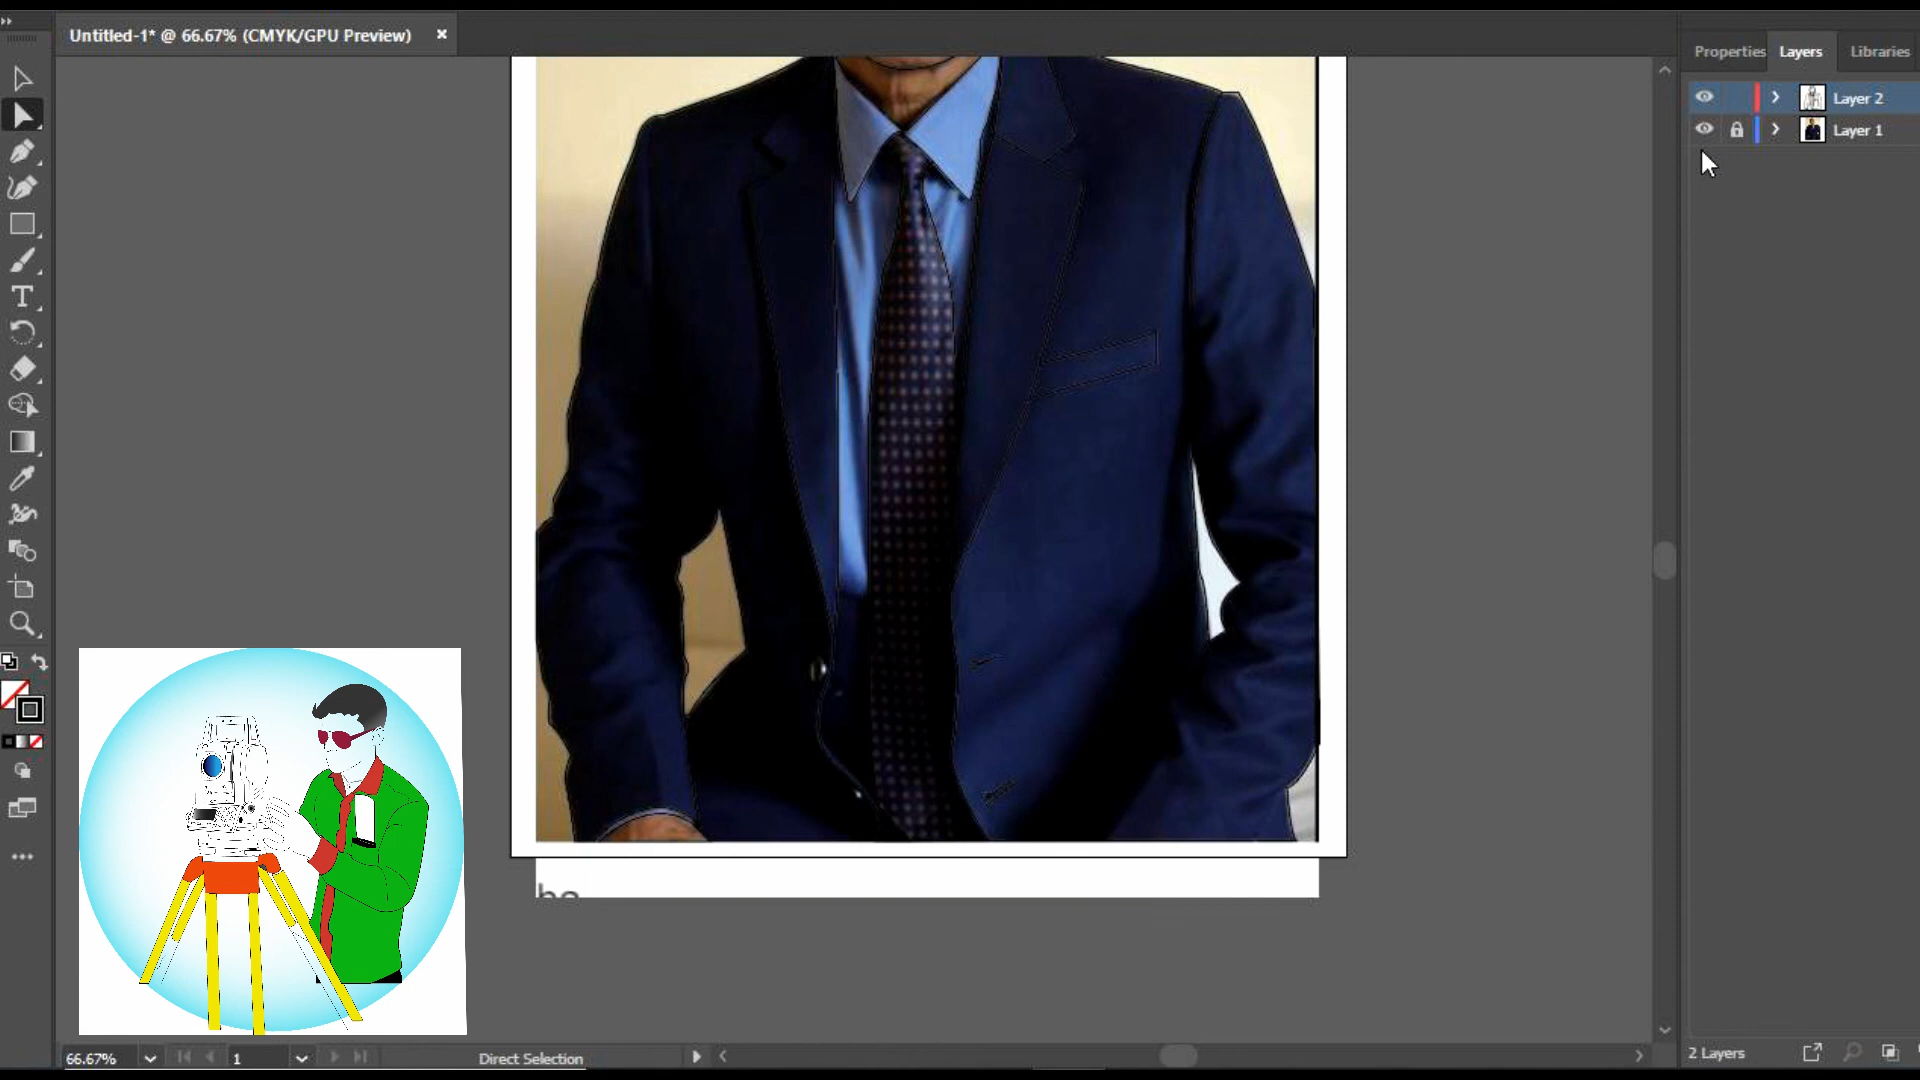 Untitled-1* @ 66.67% (CMYK/GPU Preview) ×
Properties Layers Libraries
Layer 2
Layer 1
66.67%
1
Direct Selection
2 Layers